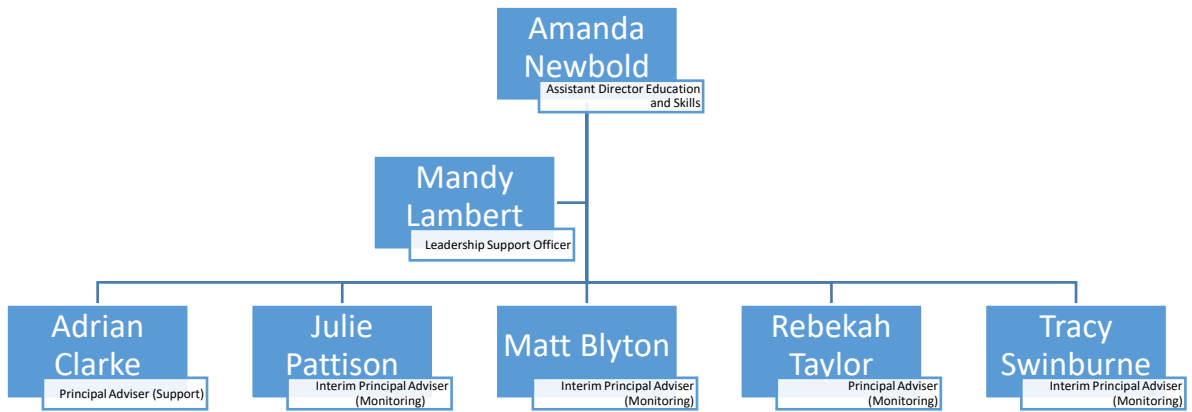 Amanda
Newbold
Assistant Director Education
and Skills
Mandy
Lambert
Leadership Support Officer
Adrian
Clarke
Principal Adviser (Support)
Julie
Pattison
Interim Principal Adviser
(Monitoring)
Matt Blyton
Interim Principal Adviser
(Monitoring)
Rebekah
Taylor
Principal Adviser
(Monitoring)
Tracy
Swinburne
Interim Principal Adviser
(Monitoring)